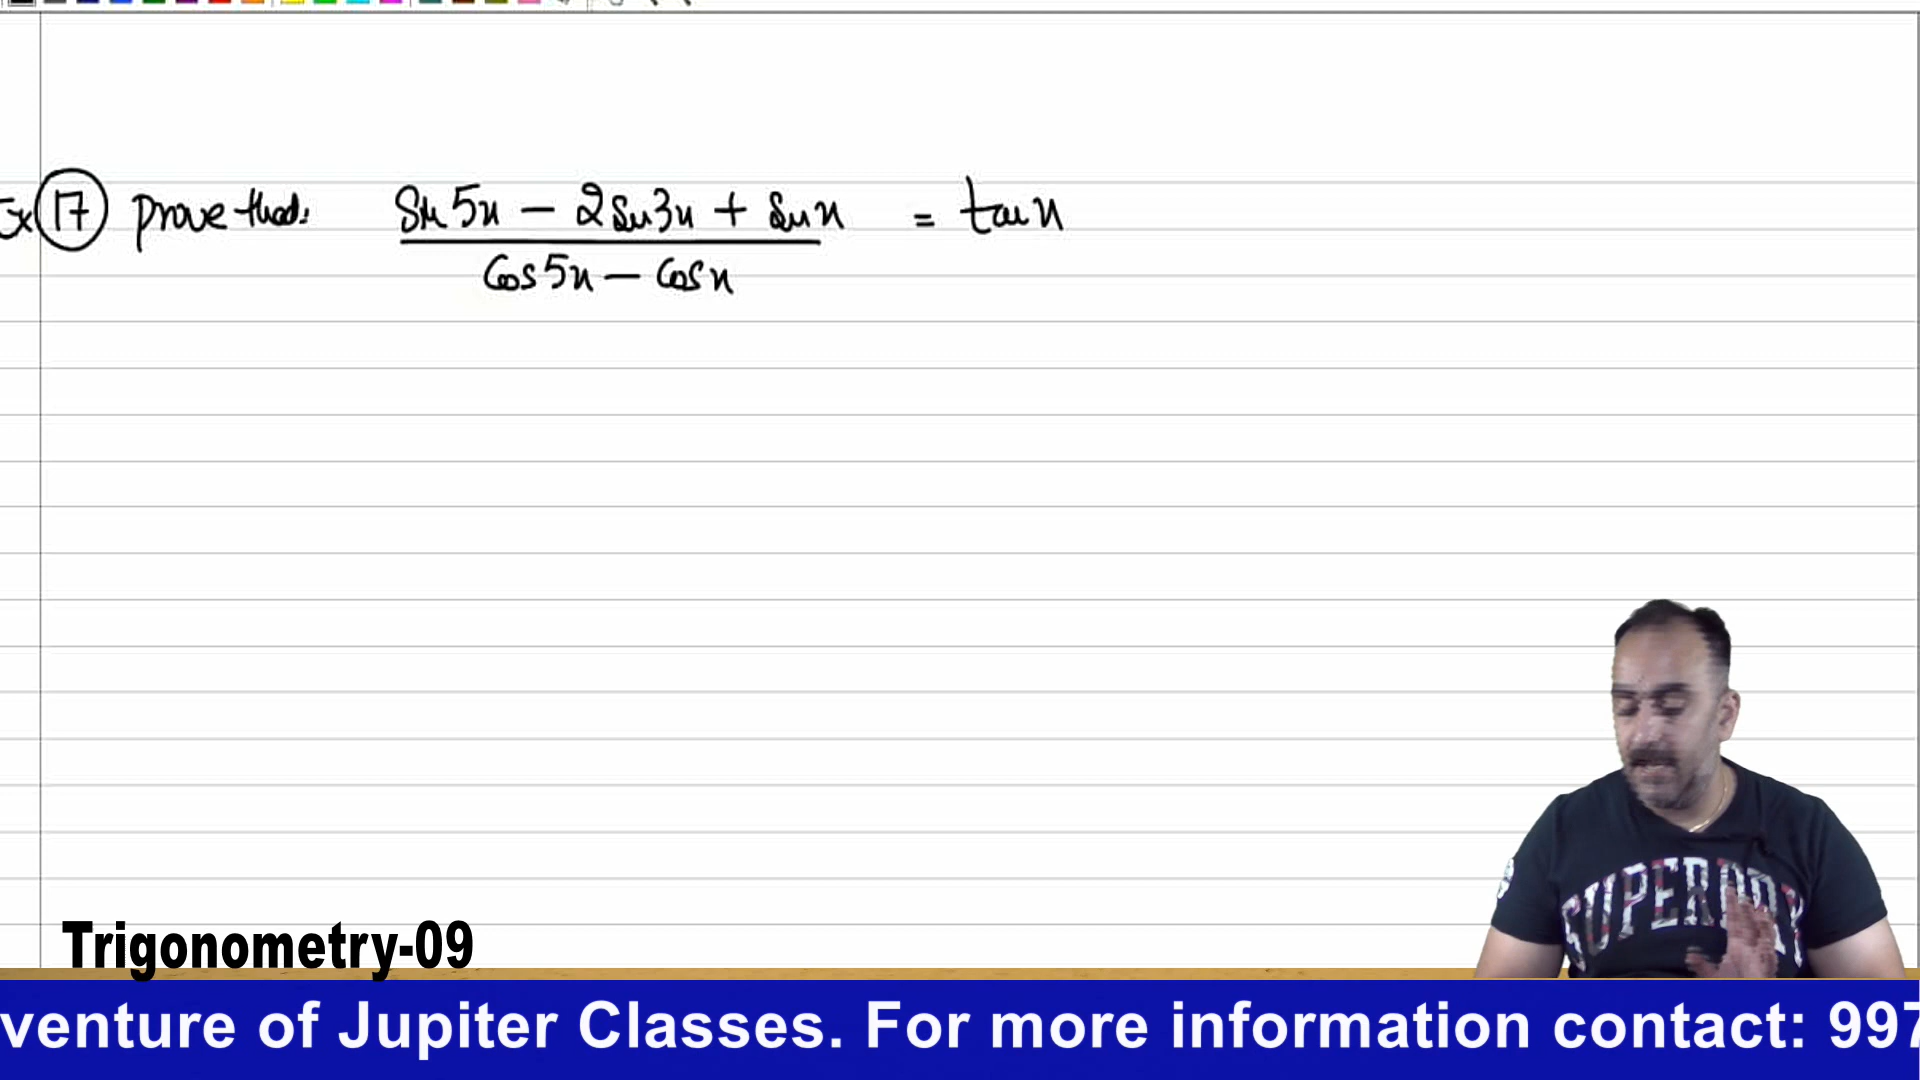 Ex 17 prove that: Sin 5x - 2 Sin 3x + Sin x = tan x
Cos 5x - Cos x
SUPERDRY
Trigonometry-09
venture of Jupiter Classes. For more information contact: 997